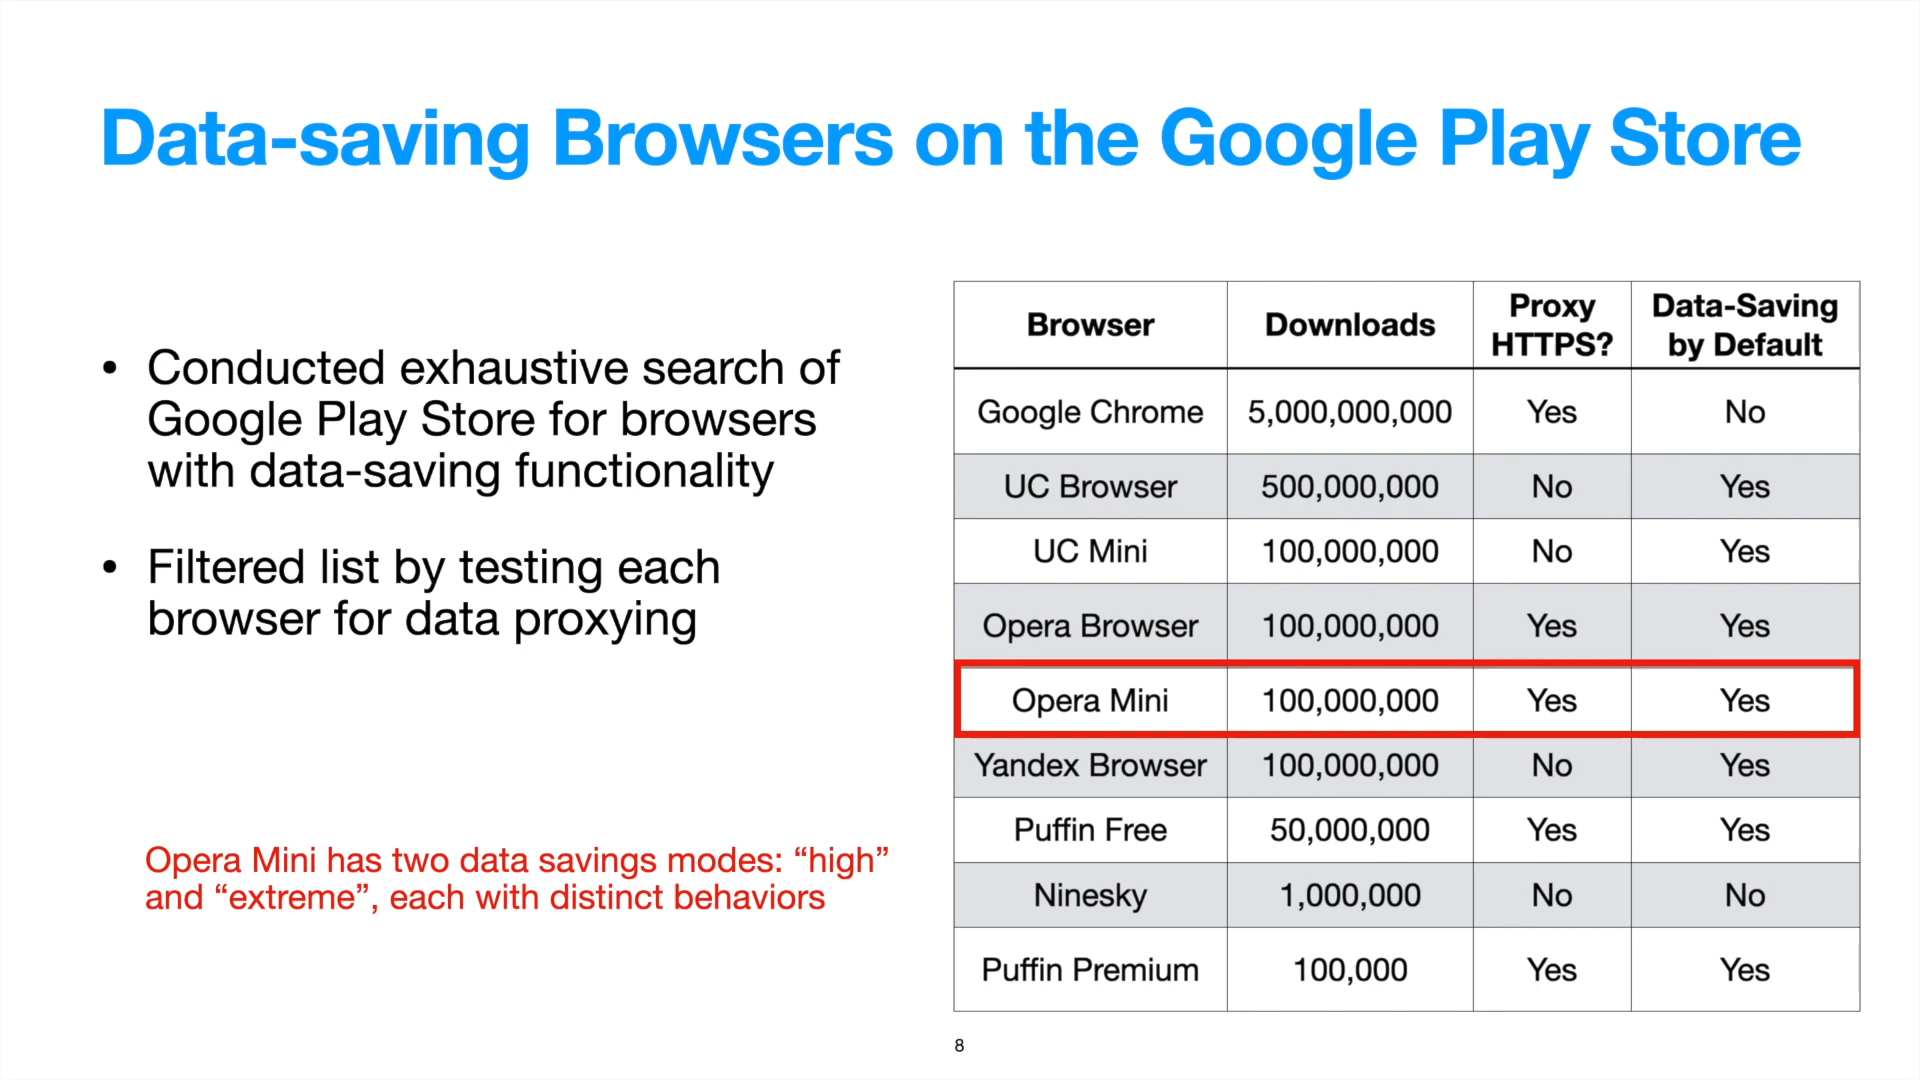 Data-saving Browsers on the Google Play Store
• Conducted exhaustive search of
Google Play Store for browsers
with data-saving functionality
• Filtered list by testing each
browser for data proxying
Opera Mini has two data savings modes: “high”
and “extreme”, each with distinct behaviors
Browser Downloads Proxy HTTPS? Data-Saving by Default
Google Chrome 5,000,000,000 Yes No
UC Browser 500,000,000 No Yes
UC Mini 100,000,000 No Yes
Opera Browser 100,000,000 Yes Yes
Opera Mini 100,000,000 Yes Yes
Yandex Browser 100,000,000 No Yes
Puffin Free 50,000,000 Yes Yes
Ninesky 1,000,000 No No
Puffin Premium 100,000 Yes Yes
8